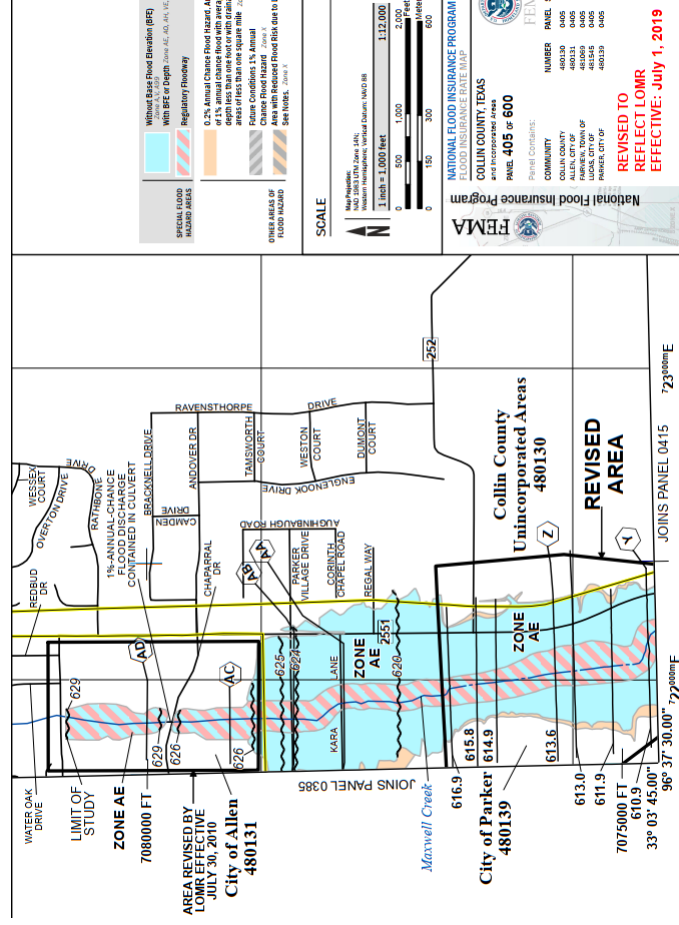 WATER OAK
DRIVE
REDBUD
DR
WESSEX
COURT
OVERTON DRIVE
RATHBONE
DRIVE
LIMIT OF
STUDY
629
ZONE AE
7080000 FT
1%-ANNUAL-CHANCE
FLOOD DISCHARGE
CONTAINED IN CULVERT
BRACKNELL DRIVE
CAMDEN
DRIVE
RAVENSTHORPE
DRIVE
ANDOVER DR
TAMSWORTH
COURT
WESTON
COURT
DUMONT
COURT
ENGLENOOK DRIVE
CHAPARRAL
DR
AD
629
626
AC
626
AREA REVISED BY
LOMR EFFECTIVE
JULY 30, 2010
City of Allen
480131
AB
AA
AUGHINBAUGH ROAD
PARKER
VILLAGE DRIVE
CORINTH
CHAPEL ROAD
REGAL WAY
625
624
KARA
LANE
ZONE
AE
2551
620
JOINS PANEL 0385
Maxwell Creek
252
616.9
615.8
614.9
City of Parker
480139
613.6
613.0
611.9
7075000 FT
610.9
ZONE
AE
Collin County
Unincorporated Areas
480130
Z
Y
REVISED
AREA
33° 03' 45.00"
96° 37' 30.00"
722000mE
JOINS PANEL 0415
723000mE
SPECIAL FLOOD
HAZARD AREAS
Without Base Flood Elevation (BFE)
Zone A, V, A99
With BFE or Depth Zone AE, AO, AH, VE,
Regulatory Floodway
0.2% Annual Chance Flood Hazard, Ar
of 1% annual chance flood with avera
depth less than one foot or with drain
areas of less than one square mile
Future Conditions 1% Annual
Chance Flood Hazard Zone X
Area with Reduced Flood Risk due to
See Notes. Zone X
OTHER AREAS OF
FLOOD HAZARD
SCALE
Map Projection:
NAD 1983 UTM Zone 14N;
Western Hemisphere; Vertical Datum: NAVD 88
N
1 inch = 1,000 feet
1:12,000
0 500 1,000 2,000
Feet
0 150 300 600
Mete
FEMA
National Flood Insurance Program
NATIONAL FLOOD INSURANCE PROGRAM
FLOOD INSURANCE RATE MAP
COLLIN COUNTY, TEXAS
and Incorporated Areas
PANEL 405 OF 600
Panel Contains:
COMMUNITY NUMBER PANEL
COLLIN COUNTY 480130 0405
ALLEN, CITY OF 480131 0405
FAIRVIEW, TOWN OF 481069 0405
LUCAS, CITY OF 481545 0405
PARKER, CITY OF 480139 0405
REVISED TO
REFLECT LOMR
EFFECTIVE: July 1, 2019